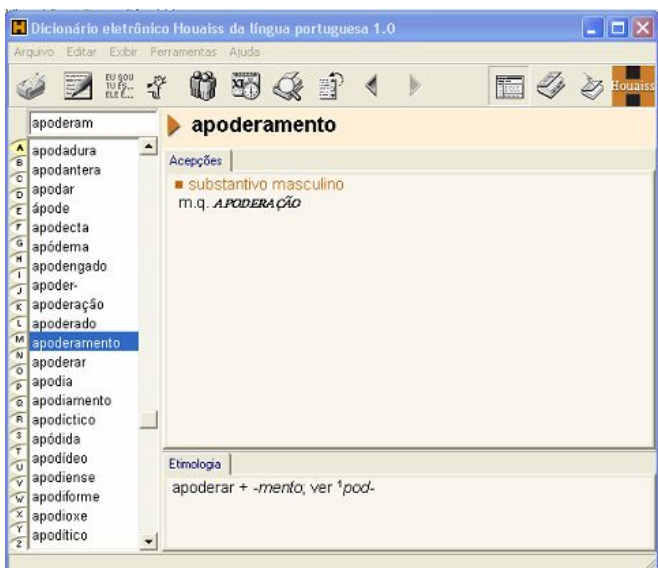 Dicionário eletrônico Houaiss da língua portuguesa 1.0
Arquivo Editar Exibir Ferramentas Ajuda
EU SOU
TU ÉS...
ELE É...
Houaiss
apoderam
apoderamento
A
B
C
D
E
F
G
H
I
J
K
L
M
N
O
P
Q
R
S
T
U
V
W
X
Y
Z
apodadura
apodantera
apodar
ápode
apodecta
apódema
apodengado
apoder-
apoderação
apoderado
apoderamento
apoderar
apodia
apodiamento
apodíctico
apódida
apodídeo
apodiense
apodiforme
apodioxe
apodítico
Acepções
substantivo masculino
m.q. APODERAÇÃO
Etimologia
apoderar + -mento; ver ¹pod-